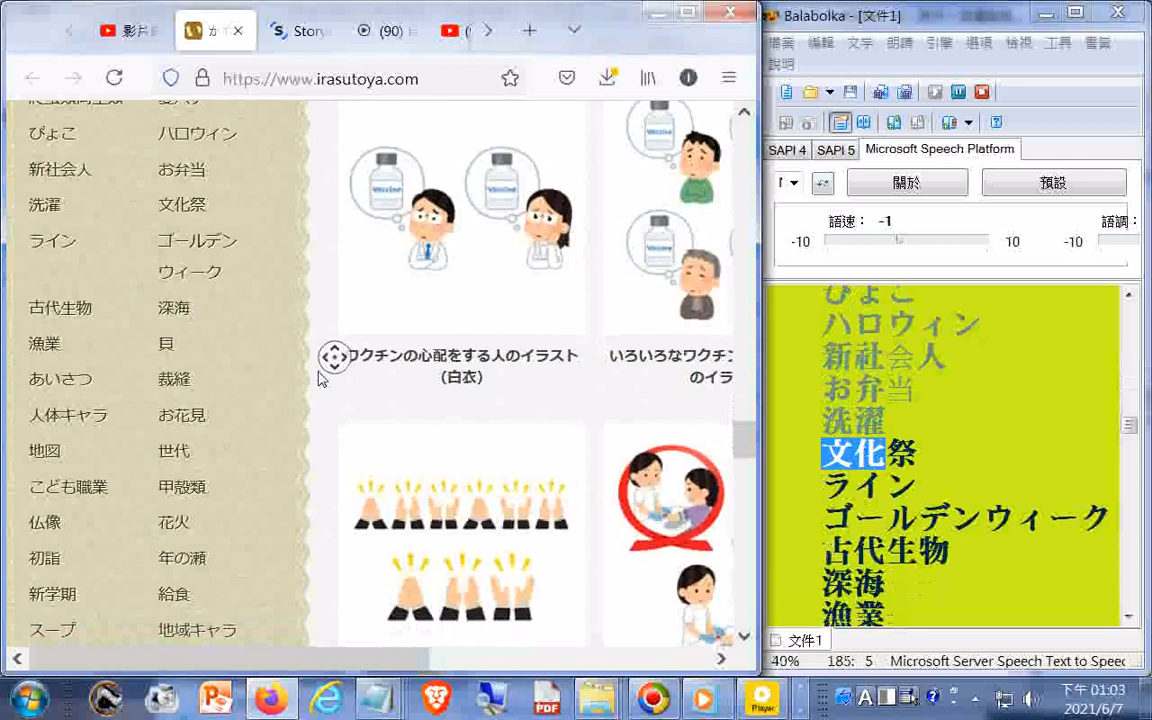 影片
か
Story
(90)
https://www.irasutoya.com
ぴょこ ハロウィン
新社会人 お弁当
洗濯 文化祭
ライン ゴールデン
ウィーク
古代生物 深海
漁業 貝
あいさつ 裁縫
人体キャラ お花見
地図 世代
こども職業 甲殻類
仏像 花火
初詣 年の瀬
新学期 給食
スープ 地域キャラ
Vaccine Vaccine
Vaccine
Vaccine
ワクチンの心配をする人のイラスト
(白衣)
いろいろなワクチン
のイラ
Balabolka - [文件1]
檔案 編輯 文字 朗讀 引擎 選項 檢視 工具 書籤
說明
SAPI 4 SAPI 5 Microsoft Speech Platform
關於 預設
語速： -1 語調：
-10 10 -10
ぴょこ
ハロウィン
新社会人
お弁当
洗濯
文化祭
ライン
ゴールデンウィーク
古代生物
深海
漁業
文件1
40% 185: 5 Microsoft Server Speech Text to Speec
PDF
Player
A
下午 01:03
2021/6/7